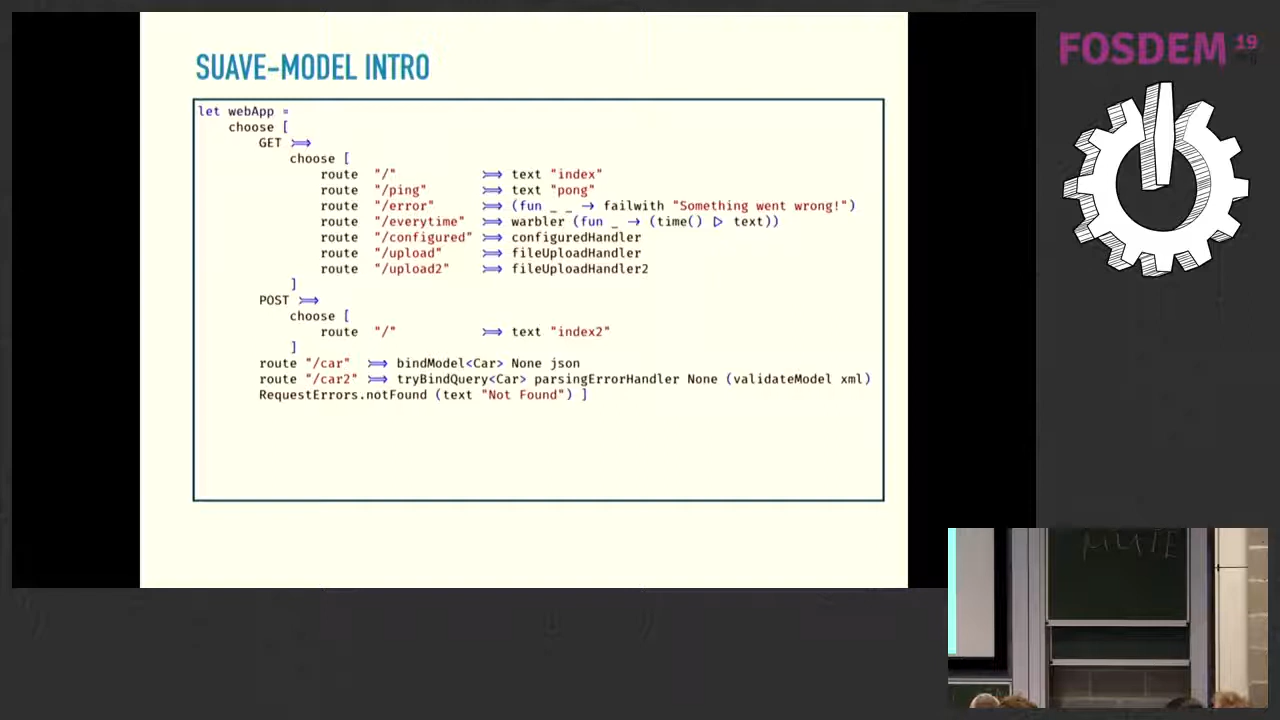 SUAVE-MODEL INTRO
let webApp =
    choose [
        GET >=>
            choose [
                route  "/"           >=> text "index"
                route  "/ping"       >=> text "pong"
                route  "/error"      >=> (fun _ _ -> failwith "Something went wrong!")
                route  "/everytime"  >=> warbler (fun _ -> (time() |> text))
                route  "/configured" >=> configuredHandler
                route  "/upload"     >=> fileUploadHandler
                route  "/upload2"    >=> fileUploadHandler2
            ]
        POST >=>
            choose [
                route  "/"           >=> text "index2"
            ]
        route "/car"  >=> bindModel<Car> None json
        route "/car2" >=> tryBindQuery<Car> parsingErrorHandler None (validateModel xml)
        RequestErrors.notFound (text "Not Found") ]
FOSDEM 19
.org
MUTE